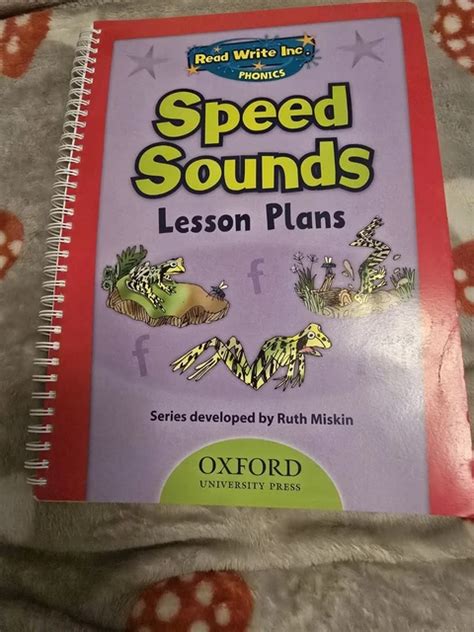 Read Write Inc.
PHONICS
Speed
Sounds
Lesson Plans
f
f
f
Series developed by Ruth Miskin
OXFORD
UNIVERSITY PRESS